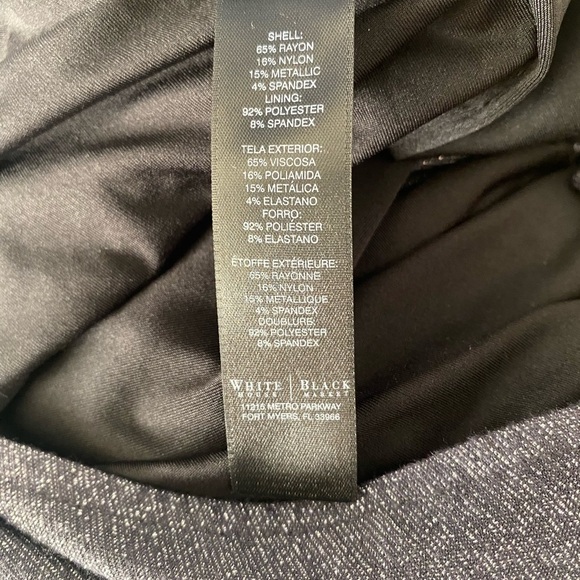 SHELL:
65% RAYON
16% NYLON
15% METALLIC
4% SPANDEX
LINING:
92% POLYESTER
8% SPANDEX
TELA EXTERIOR:
65% VISCOSA
16% POLIAMIDA
15% METÁLICA
4% ELASTANO
FORRO:
92% POLIÉSTER
8% ELASTANO
ÉTOFFE EXTÉRIEURE:
65% RAYONNE
16% NYLON
15% METALLIQUE
4% SPANDEX
DOUBLURE:
92% POLYESTER
8% SPANDEX
WHITE | BLACK
HOUSE | MARKET
11215 METRO PARKWAY
FORT MYERS, FL 33966